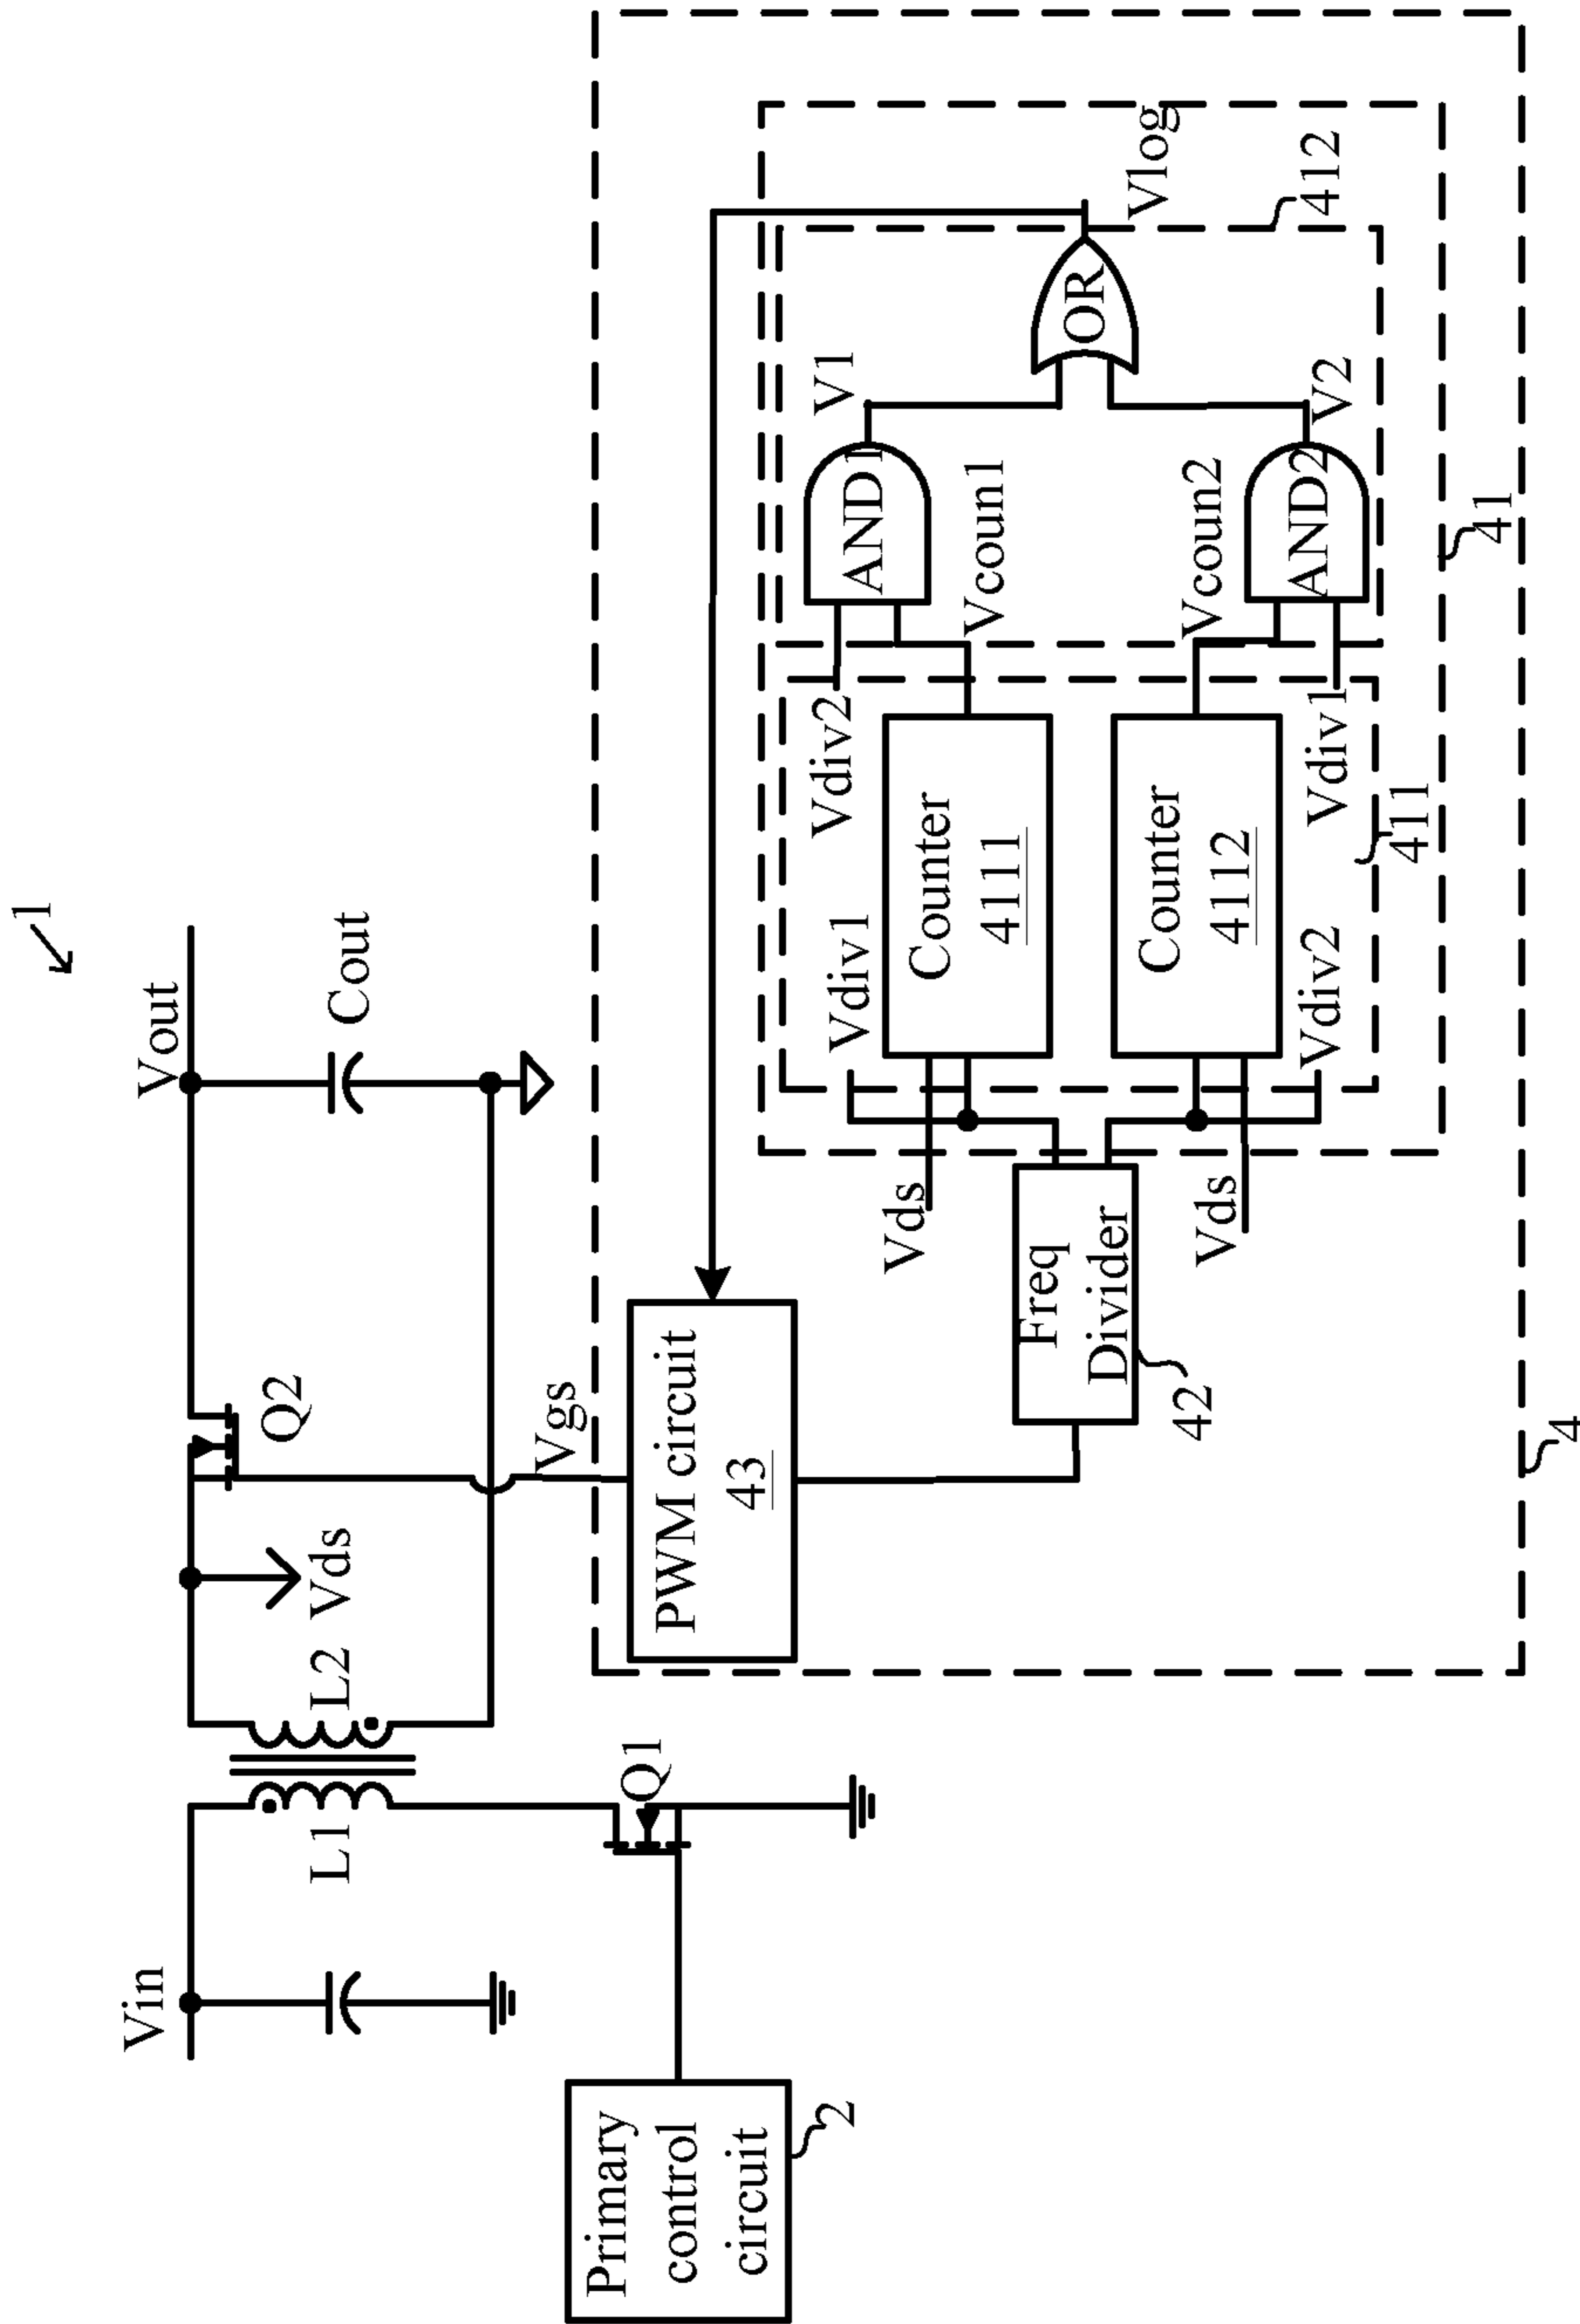 1
Vin
L1
L2
Vds
Q2
Vout
Cout
Q1
Primary
control
circuit
2
Vgs
PWM circuit
43
Freq
Divider
42
Vds
Vds
Vdiv1
Vdiv2
Counter
4111
Counter
4112
Vdiv2
Vdiv1
411
Vcoun1
Vcoun2
AND1
AND2
V1
V2
OR
Vlog
412
41
4